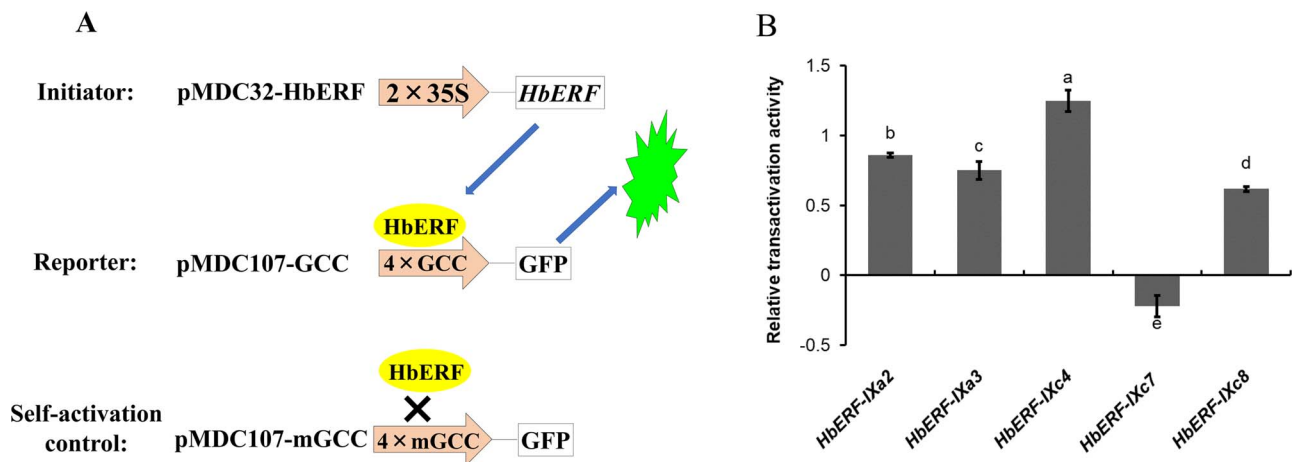 A
Initiator: pMDC32-HbERF 2 × 35S HbERF
HbERF
Reporter: pMDC107-GCC 4 × GCC GFP
HbERF
Self-activation
control: pMDC107-mGCC 4 × mGCC GFP
B
Relative transactivation activity
1.5
1
0.5
0
-0.5
b
c
a
e
d
HbERF-IXa2
HbERF-IXa3
HbERF-IXc4
HbERF-IXc7
HbERF-IXc8